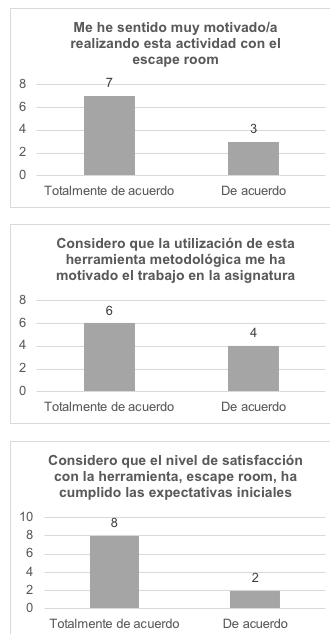 Me he sentido muy motivado/a
realizando esta actividad con el
escape room
8
7
6
4
3
2
0
Totalmente de acuerdo De acuerdo
Considero que la utilización de esta
herramienta metodológica me ha
motivado el trabajo en la asignatura
8
6
6
4
4
2
0
Totalmente de acuerdo De acuerdo
Considero que el nivel de satisfacción
con la herramienta, escape room, ha
cumplido las expectativas iniciales
10
8
8
6
4
2
2
0
Totalmente de acuerdo De acuerdo